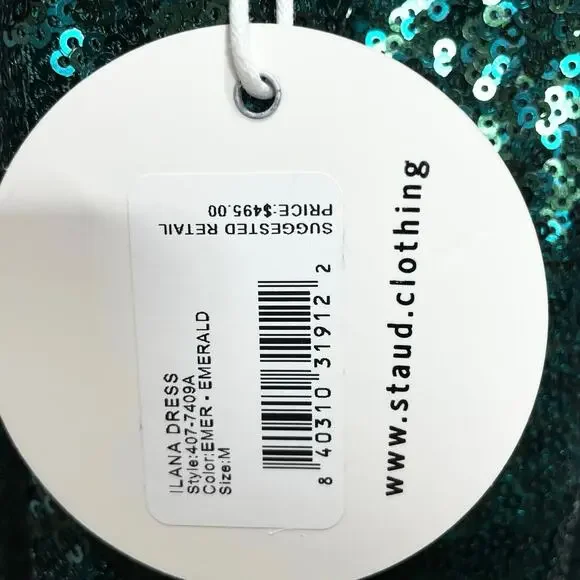 ILANA DRESS
Style:407-7409A
Color:EMER - EMERALD
Size:M
8 40310 31912 2
SUGGESTED RETAIL
PRICE:$495.00
www.staud.clothing